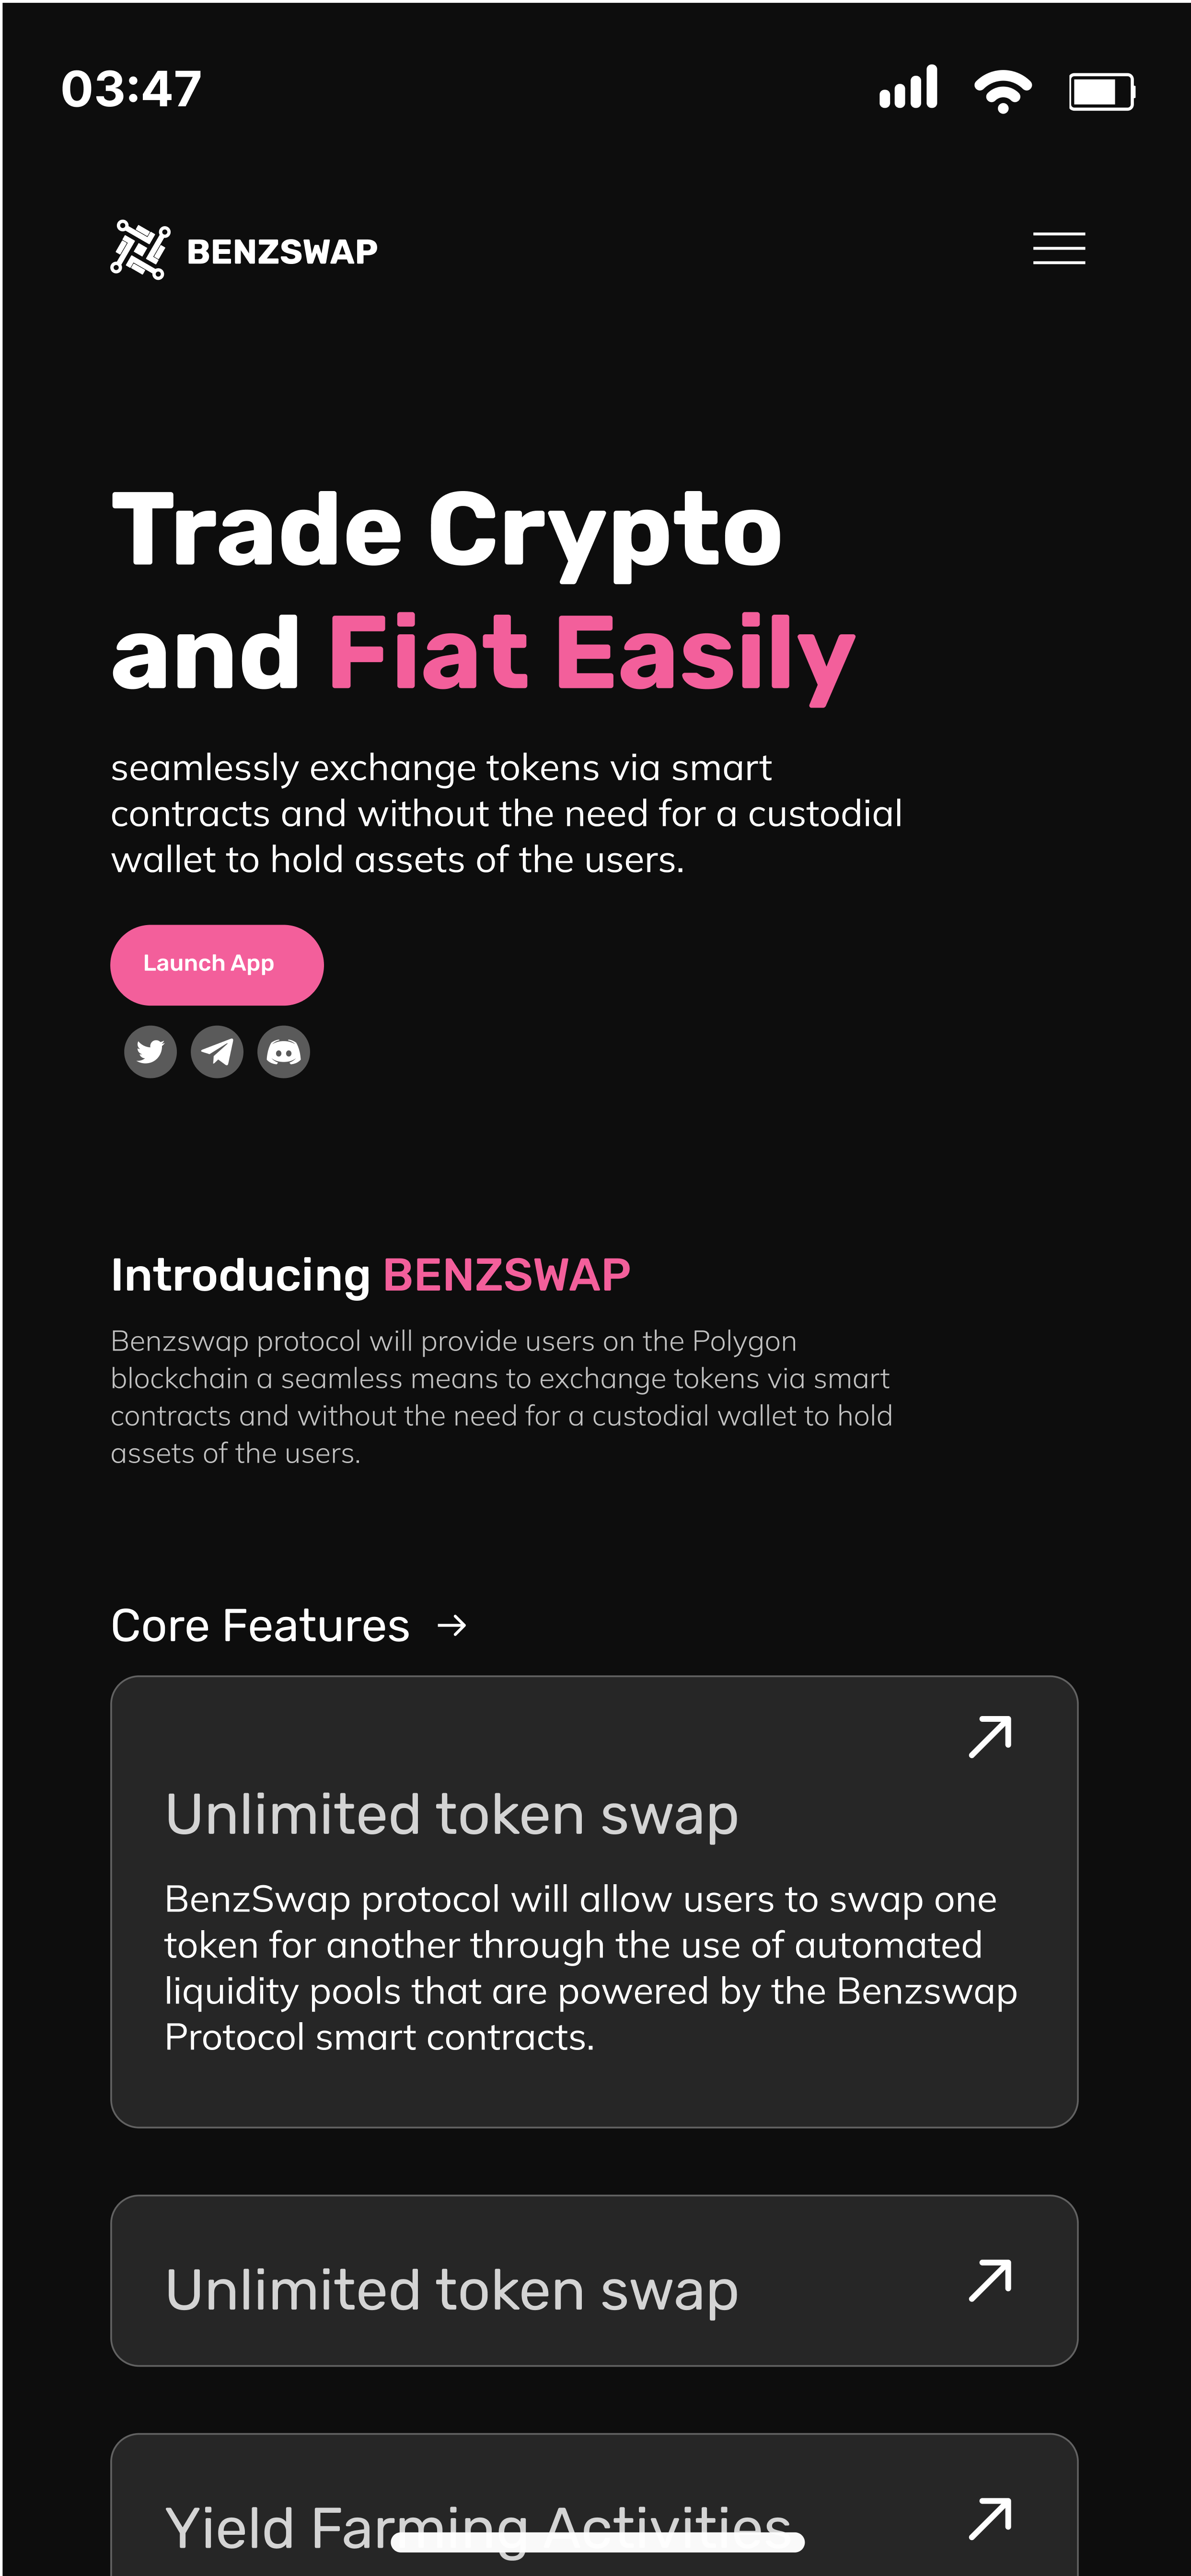 03:47
BENZSWAP
Trade Crypto
and Fiat Easily
seamlessly exchange tokens via smart
contracts and without the need for a custodial
wallet to hold assets of the users.
Launch App
Introducing BENZSWAP
Benzswap protocol will provide users on the Polygon
blockchain a seamless means to exchange tokens via smart
contracts and without the need for a custodial wallet to hold
assets of the users.
Core Features →
Unlimited token swap
BenzSwap protocol will allow users to swap one
token for another through the use of automated
liquidity pools that are powered by the Benzswap
Protocol smart contracts.
Unlimited token swap
Yield Farming Activities